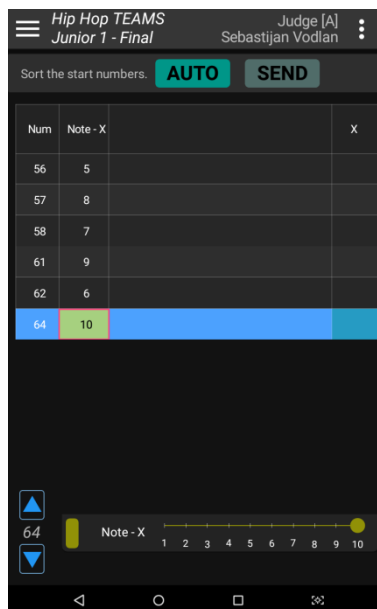 Hip Hop TEAMS
Junior 1 - Final
Judge [A]
Sebastijan Vodlan
Sort the start numbers. AUTO SEND
Num Note - X X
56 5
57 8
58 7
61 9
62 6
64 10
64
Note - X
1 2 3 4 5 6 7 8 9 10